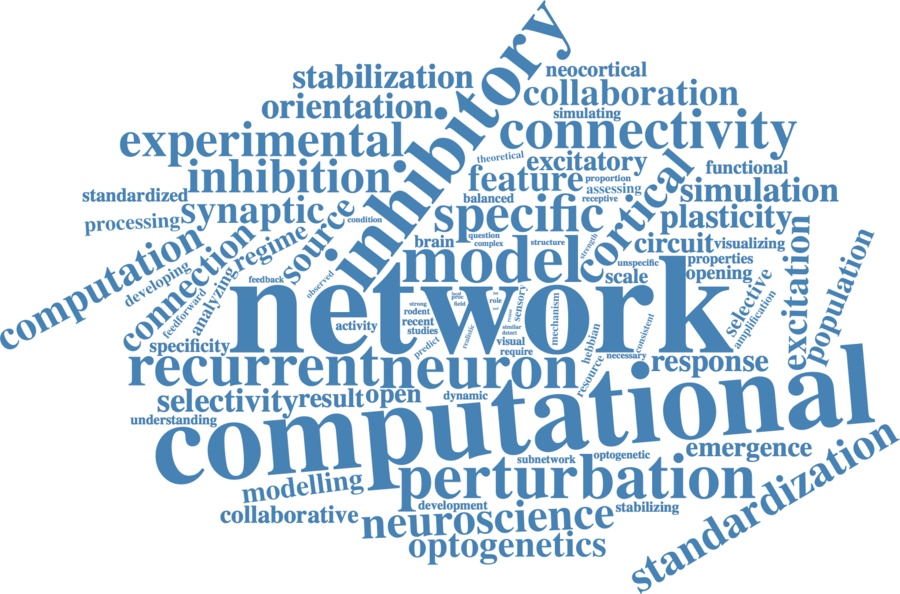 inhibitory
stabilization
neocortical
orientation
collaboration
simulating
experimental
connectivity
theoretical
excitatory
functional
inhibition
feature
proportion
assessing
receptive
simulation
standardized
processing
synaptic
source
condition
balanced
specific
cortical
plasticity
computation
connection
regime
brain
question
complex
structure
strength
circuit
visualizing
developing
feedforward
analyzing
feedback
observed
model
unspecific
scale
properties
opening
network
selective
amplification
excitation
population
strong
rodent
recent
studies
local
proc
field
role
sensory
mechanism
activity
predict
realistic
similar
detect
visual
require
hebbian
resource
necessary
consistent
specificity
recurrent
neuron
response
selectivity
result
open
dynamic
understanding
computational
emergence
subnetwork
optogenetic
modelling
perturbation
standardization
collaborative
development
stabilizing
neuroscience
optogenetics